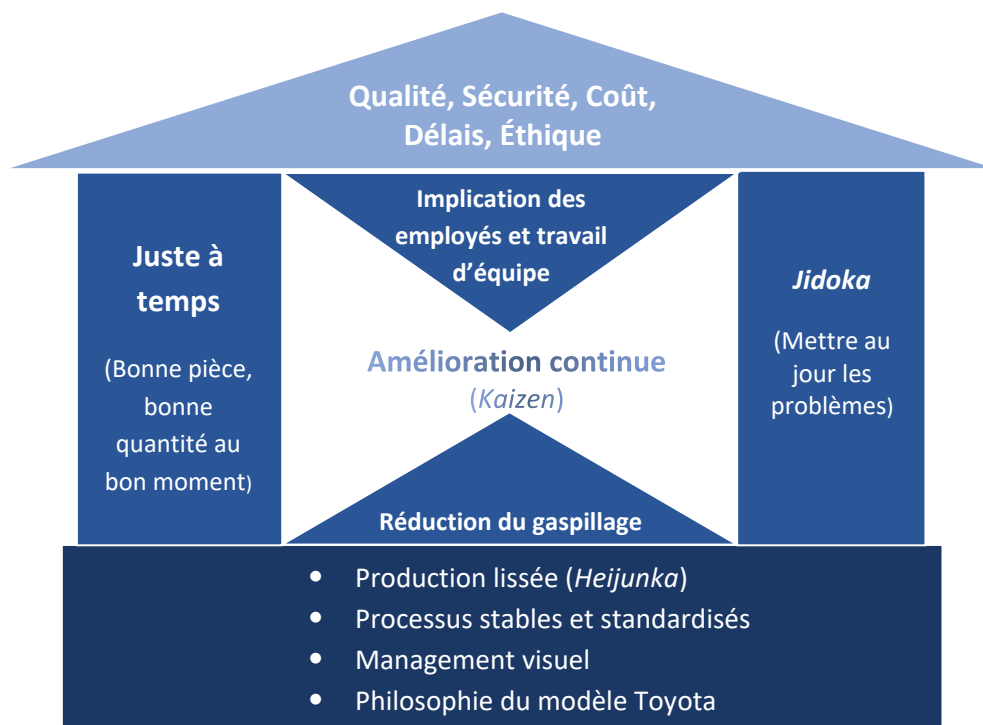 Qualité, Sécurité, Coût,
Délais, Éthique
Juste à
temps
(Bonne pièce,
bonne
quantité au
bon moment)
Implication des
employés et travail
d’équipe
Amélioration continue
(Kaizen)
Réduction du gaspillage
Jidoka
(Mettre au
jour les
problèmes)
• Production lissée (Heijunka)
• Processus stables et standardisés
• Management visuel
• Philosophie du modèle Toyota